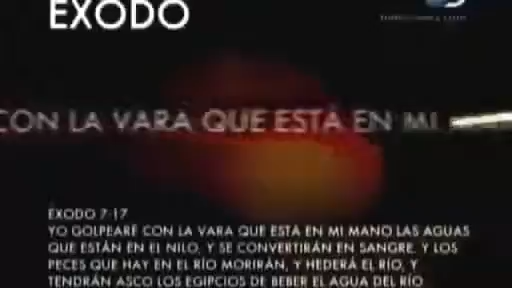 EXODO
CON LA VARA QUE ESTÁ EN MI
EXODO 7:17
YO GOLPEARÉ CON LA VARA QUE ESTÁ EN MI MANO LAS AGUAS
QUE ESTÁN EN EL NILO, Y SE CONVERTIRÁN EN SANGRE. Y LOS
PECES QUE HAY EN EL RÍO MORIRÁN, Y HEDERÁ EL RÍO, Y
TENDRÁN ASCO LOS EGIPCIOS DE BEBER EL AGUA DEL RÍO